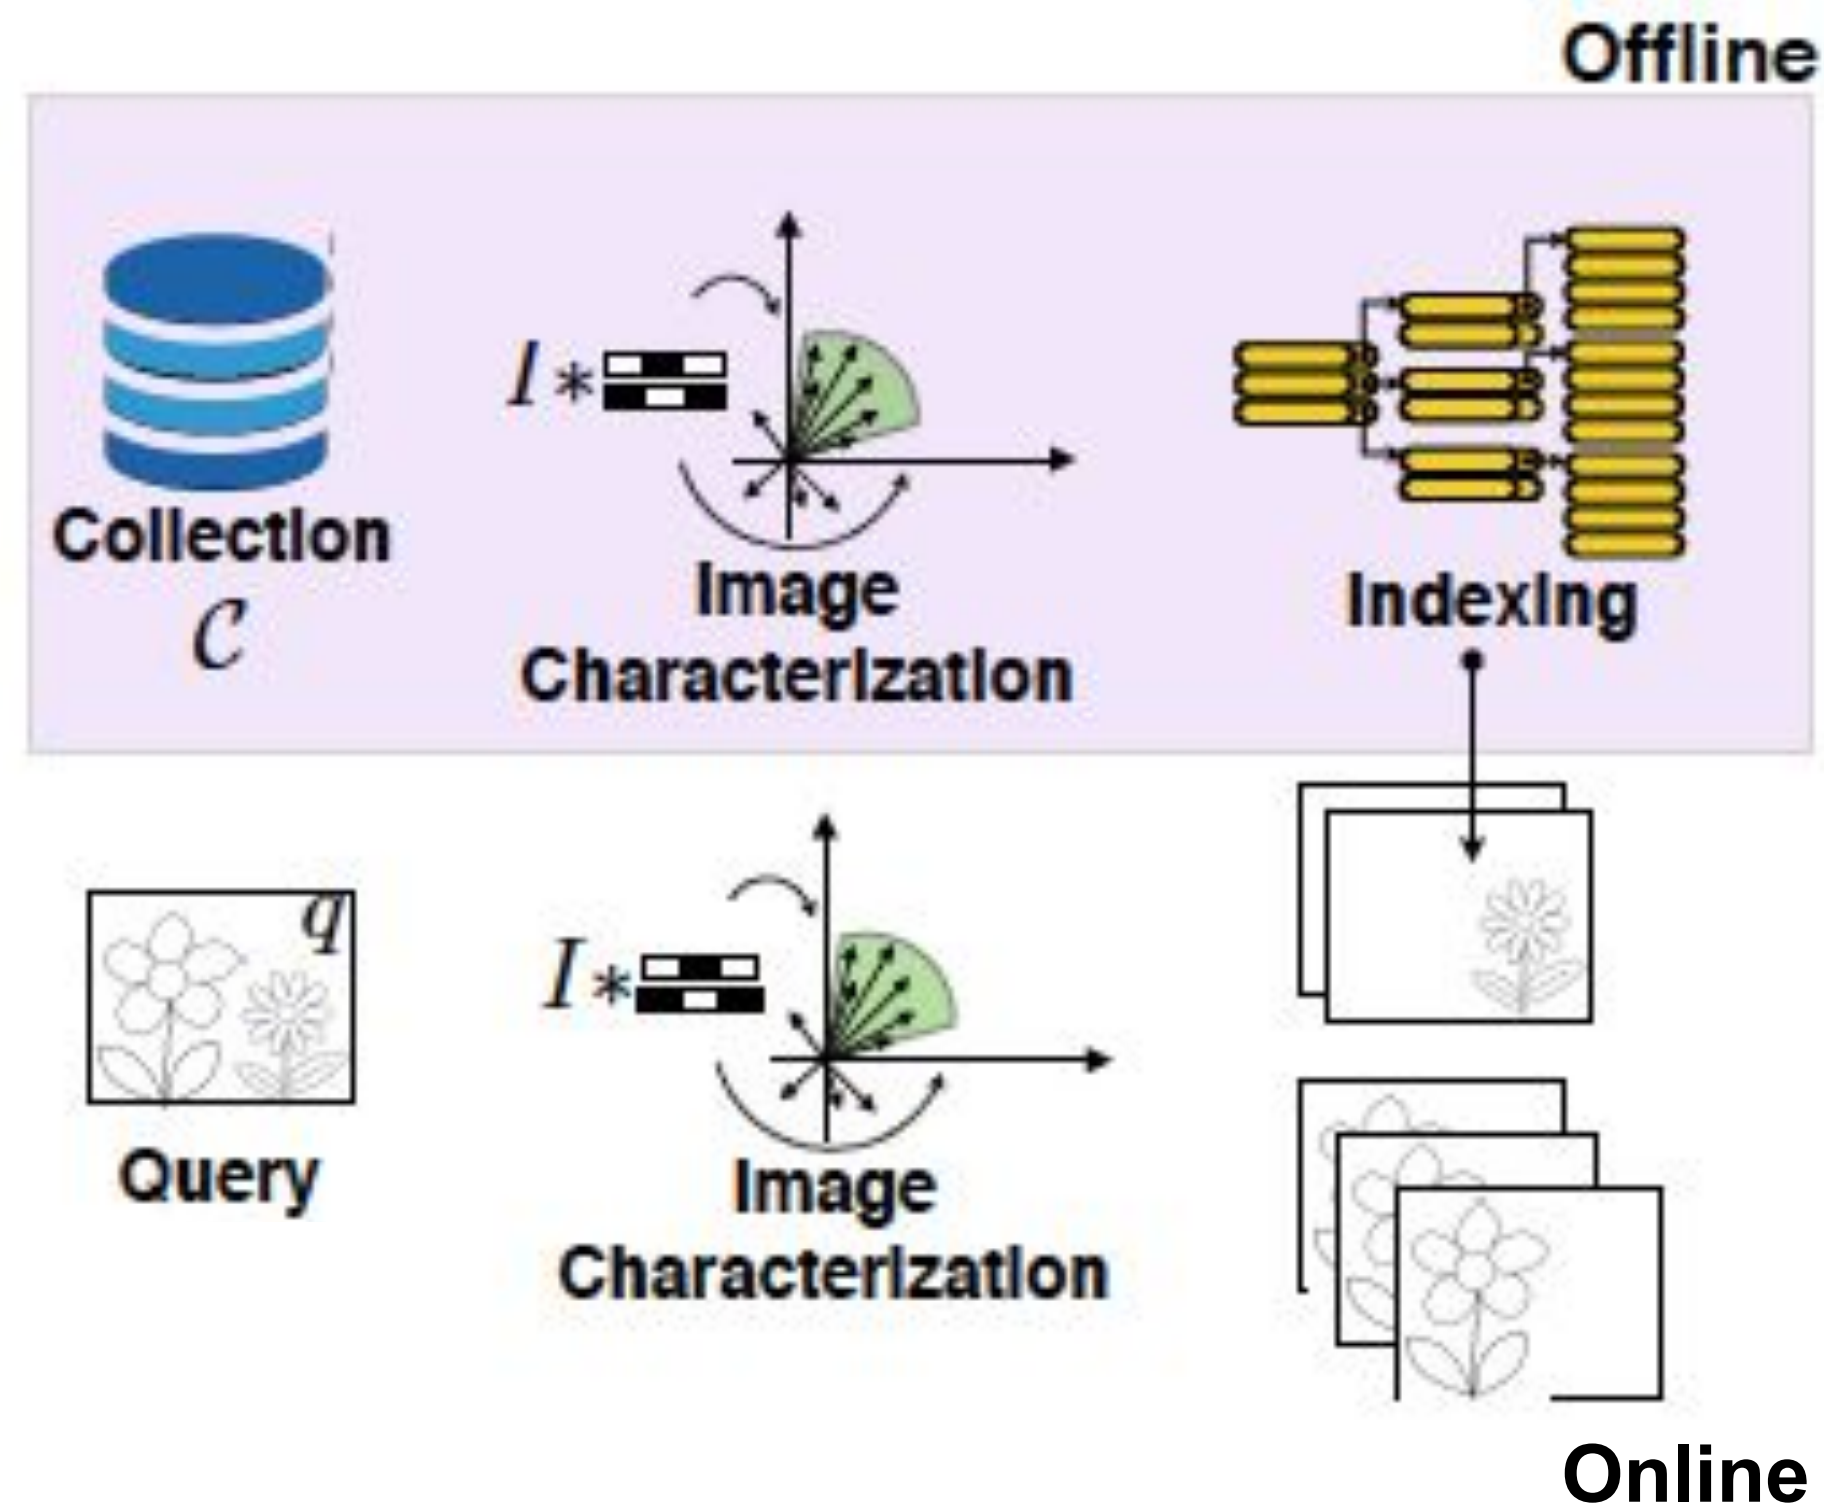 Offline
I *
Collection
C
Image
Characterization
Indexing
q
I *
Query
Image
Characterization
Online